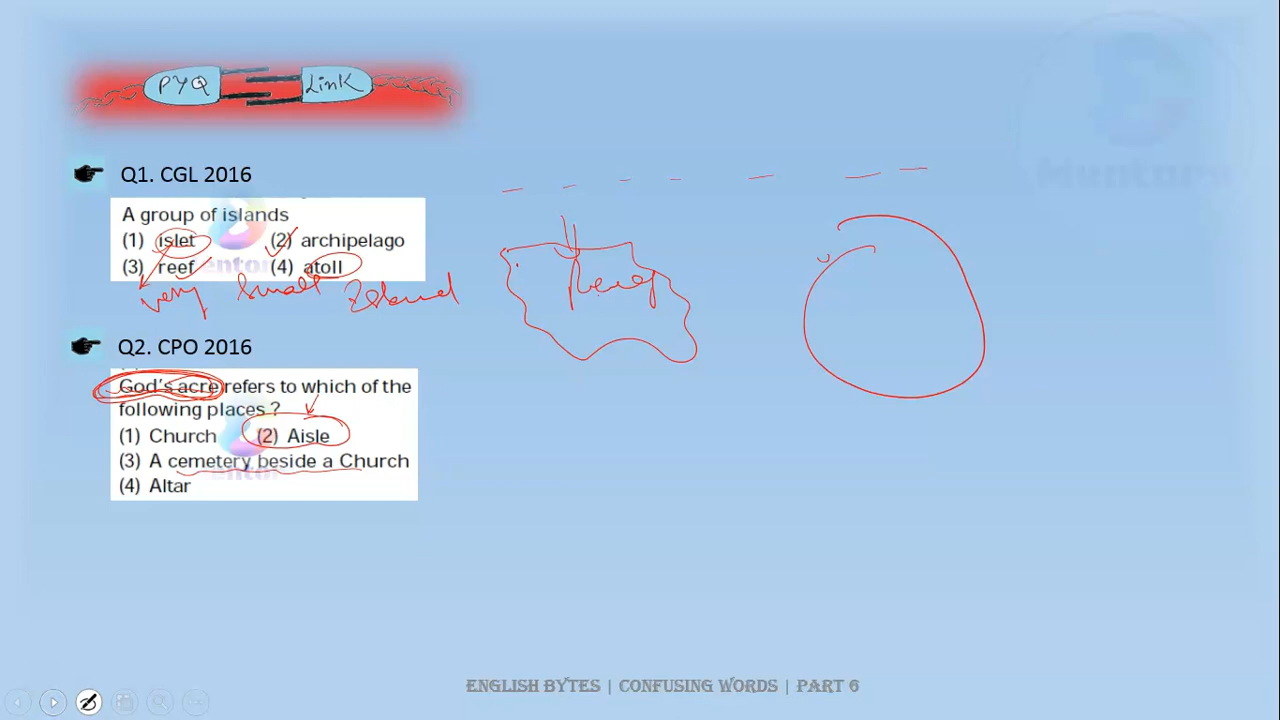 PYQ Link
Q1. CGL 2016
A group of islands
(1) islet (2) archipelago
(3) reef (4) atoll
very small Island
Reef
Q2. CPO 2016
God's acre refers to which of the
following places ?
(1) Church (2) Aisle
(3) A cemetery beside a Church
(4) Altar
Mentors
ENGLISH BYTES | CONFUSING WORDS | PART 6